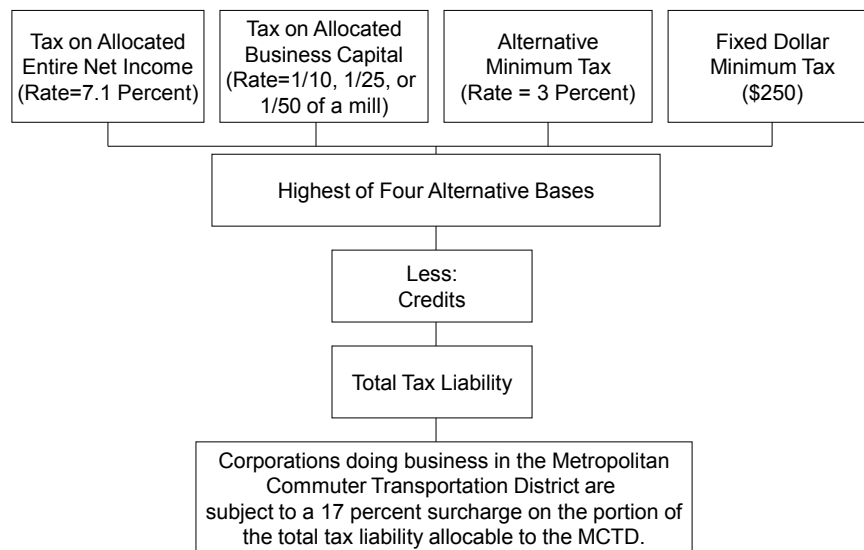 Tax on Allocated
Entire Net Income
(Rate=7.1 Percent)
Tax on Allocated
Business Capital
(Rate=1/10, 1/25, or
1/50 of a mill)
Alternative
Minimum Tax
(Rate = 3 Percent)
Fixed Dollar
Minimum Tax
($250)
Highest of Four Alternative Bases
Less:
Credits
Total Tax Liability
Corporations doing business in the Metropolitan
Commuter Transportation District are
subject to a 17 percent surcharge on the portion of
the total tax liability allocable to the MCTD.